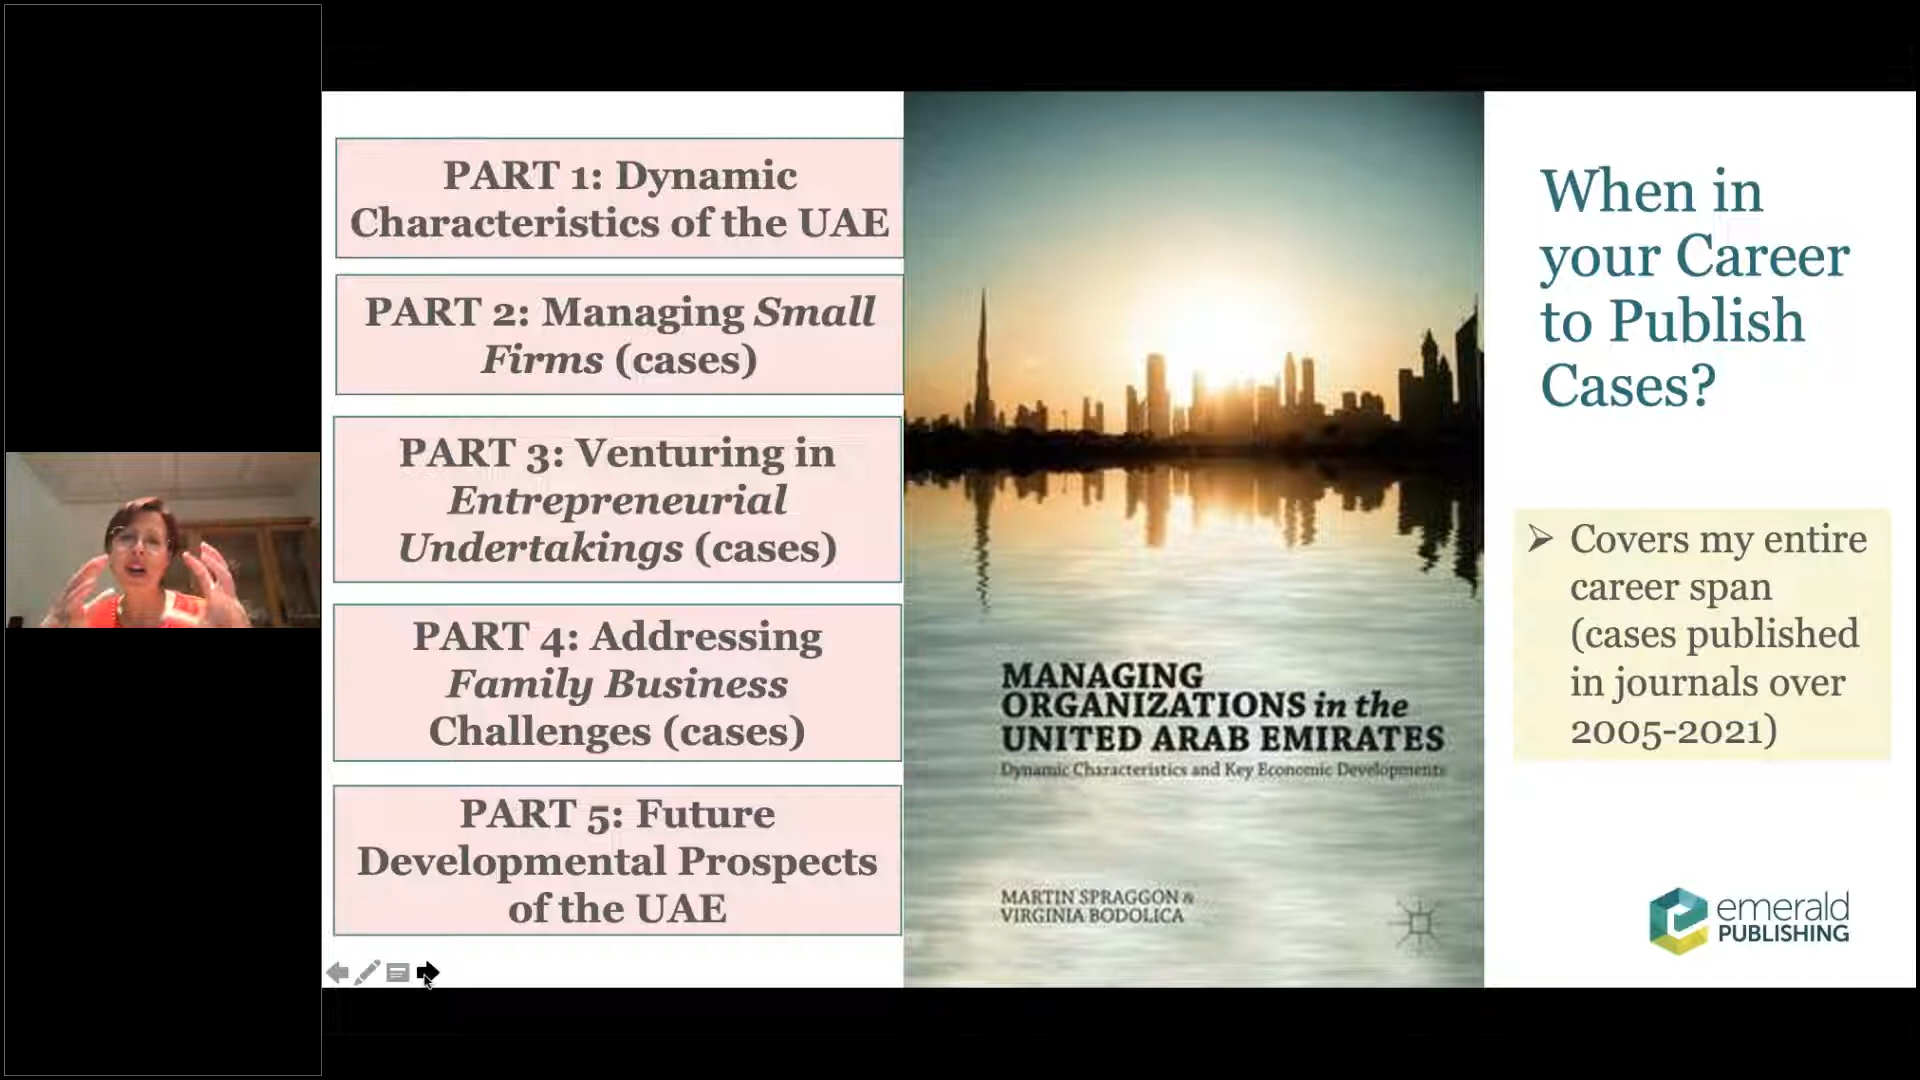 PART 1: Dynamic
Characteristics of the UAE
PART 2: Managing Small
Firms (cases)
PART 3: Venturing in
Entrepreneurial
Undertakings (cases)
PART 4: Addressing
Family Business
Challenges (cases)
PART 5: Future
Developmental Prospects
of the UAE
MANAGING
ORGANIZATIONS in the
UNITED ARAB EMIRATES
Dynamic Characteristics and Key Economic Developments
MARTIN SPRAGGON &
VIRGINIA BODOLICA
When in
your Career
to Publish
Cases?
➢ Covers my entire
career span
(cases published
in journals over
2005-2021)
emerald
PUBLISHING